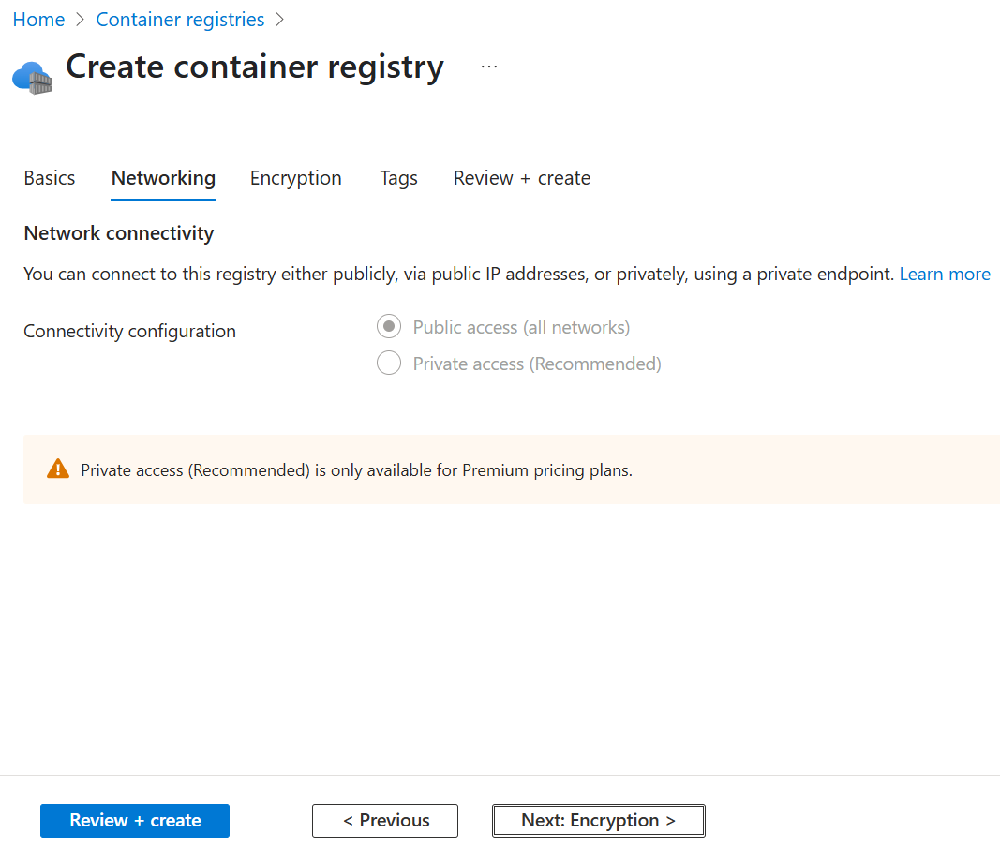 Home > Container registries >
Create container registry ...
Basics Networking Encryption Tags Review + create
Network connectivity
You can connect to this registry either publicly, via public IP addresses, or privately, using a private endpoint. Learn more
Connectivity configuration
Public access (all networks)
Private access (Recommended)
Private access (Recommended) is only available for Premium pricing plans.
Review + create < Previous Next: Encryption >